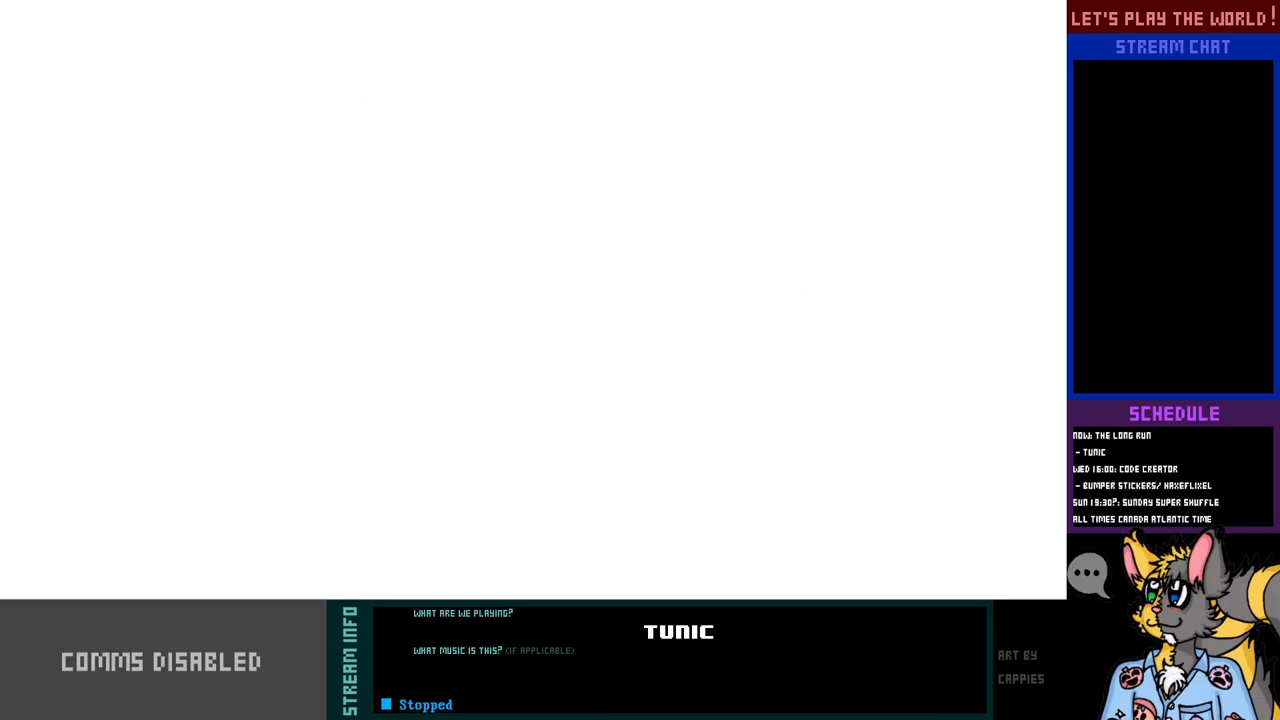 LET'S PLAY THE WORLD!
STREAM CHAT
SCHEDULE
NOW: THE LONG RUN
- TUNIC
WED 16:00: CODE CREATOR
- BUMPER STICKERS/ HAXEFLIXEL
SUN 19:30?: SUNDAY SUPER SHUFFLE
ALL TIMES CANADA ATLANTIC TIME
COMMS DISABLED
STREAM INFO
WHAT ARE WE PLAYING?
TUNIC
WHAT MUSIC IS THIS? (IF APPLICABLE)
Stopped
ART BY
CAPPIES